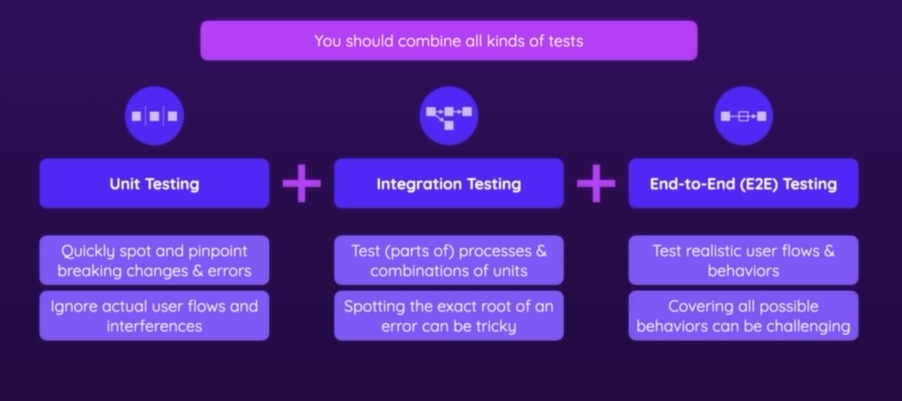 You should combine all kinds of tests
Unit Testing
Integration Testing
End-to-End (E2E) Testing
Quickly spot and pinpoint
breaking changes & errors
Test (parts of) processes &
combinations of units
Test realistic user flows &
behaviors
Ignore actual user flows and
interferences
Spotting the exact root of an
error can be tricky
Covering all possible
behaviors can be challenging